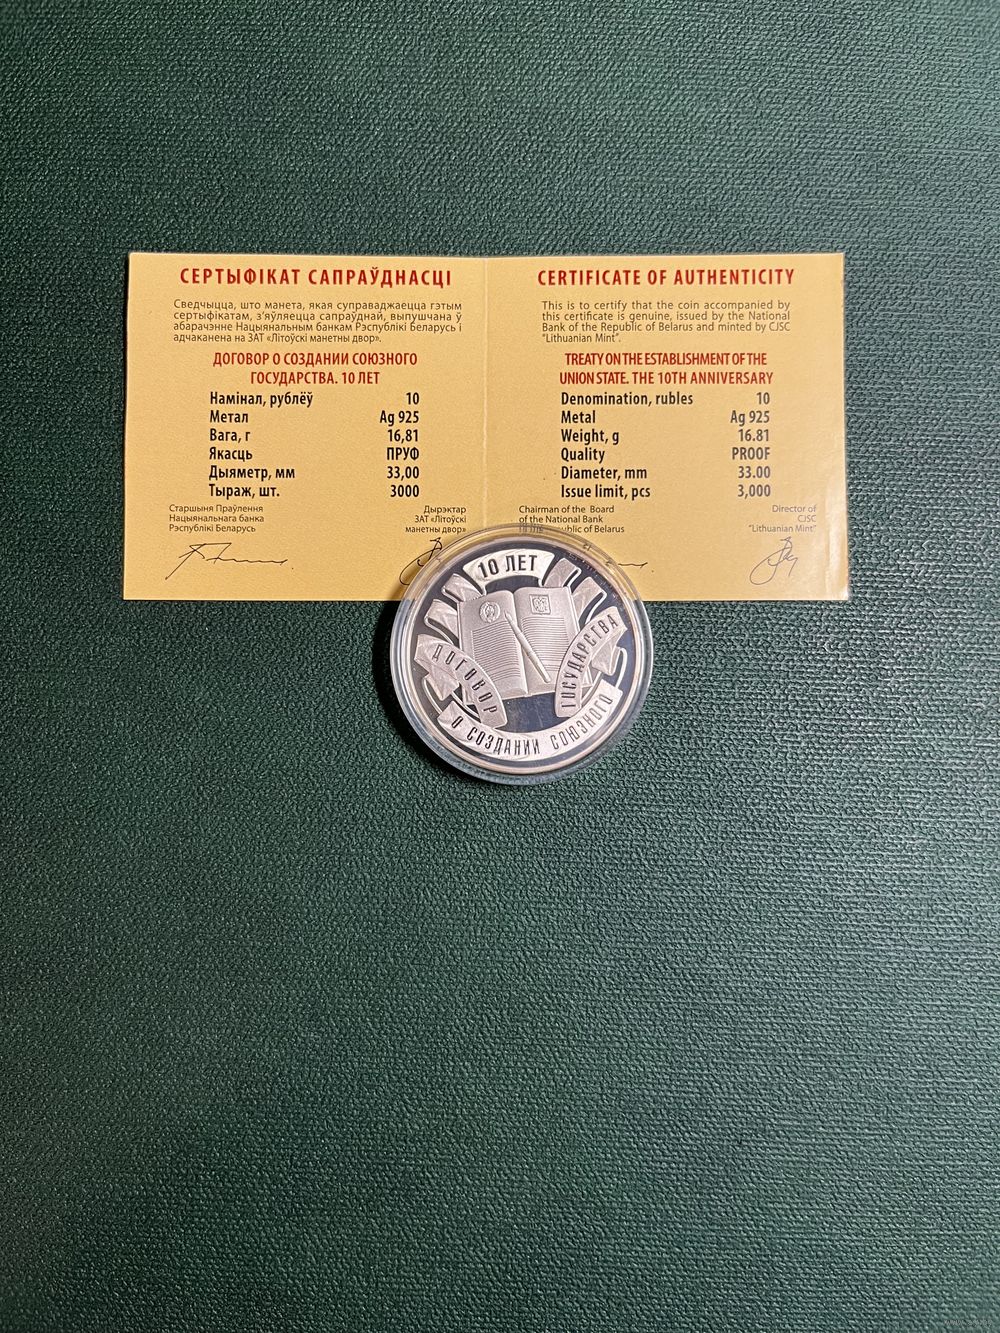 СЕРТЫФІКАТ САПРАЎДНАСЦІ
Сведчыцца, што манета, якая суправаджаецца гэтым
сертыфікатам, з'яўляецца сапраўднай, выпушчана ў
абарачэнне Нацыянальным банкам Рэспублікі Беларусь і
адчаканена на ЗАТ «Літоўскі манетны двор».
ДОГОВОР О СОЗДАНИИ СОЮЗНОГО
ГОСУДАРСТВА. 10 ЛЕТ
Намінал, рублёў 10
Метал Ag 925
Вага, г 16,81
Якасць ПРУФ
Дыяметр, мм 33,00
Тыраж, шт. 3000
Старшыня Праўлення
Нацыянальнага банка
Рэспублікі Беларусь
Дырэктар
ЗАТ «Літоўскі
манетны двор»
CERTIFICATE OF AUTHENTICITY
This is to certify that the coin accompanied by
this certificate is genuine, issued by the National
Bank of the Republic of Belarus and minted by CJSC
"Lithuanian Mint".
TREATY ON THE ESTABLISHMENT OF THE
UNION STATE. THE 10TH ANNIVERSARY
Denomination, rubles 10
Metal Ag 925
Weight, g 16.81
Quality PROOF
Diameter, mm 33.00
Issue limit, pcs 3,000
Chairman of the Board
of the National Bank
of the Republic of Belarus
Director of
CJSC
"Lithuanian Mint"
10 ЛЕТ
ДОГОВОР
О СОЗДАНИИ СОЮЗНОГО
ГОСУДАРСТВА